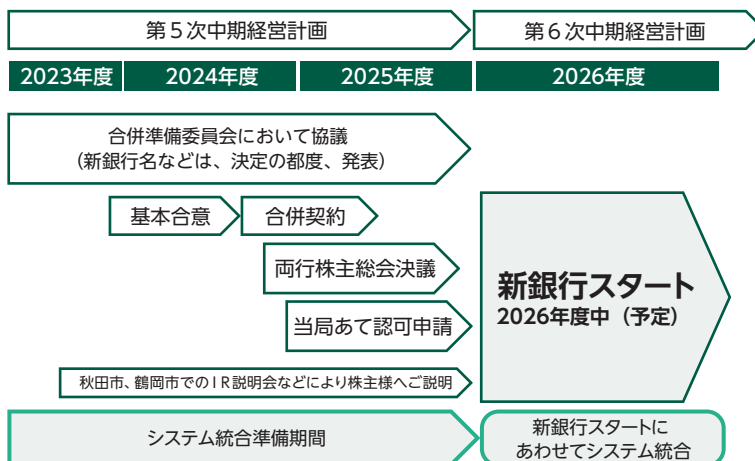 第5次中期経営計画
第6次中期経営計画
2023年度
2024年度
2025年度
2026年度
合併準備委員会において協議
(新銀行名などは、決定の都度、発表)
基本合意
合併契約
両行株主総会決議
当局あて認可申請
新銀行スタート
2026年度中（予定）
秋田市、鶴岡市でのIR説明会などにより株主様へご説明
システム統合準備期間
新銀行スタートに
あわせてシステム統合